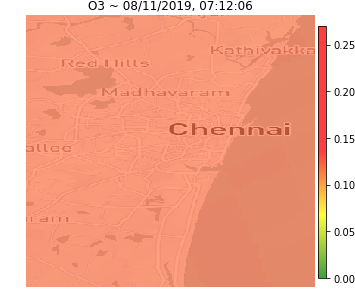 O3 ~ 08/11/2019, 07:12:06
Kathivakka
Red Hills
Madhavaram
Chennai
allee
ram
0.25
0.20
0.15
0.10
0.05
0.00